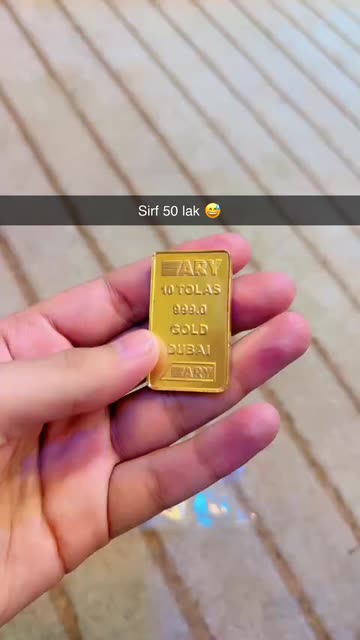 Sirf 50 lak 😅
ARY
10 TOLAS
999.0
GOLD
DUBAI
ARY